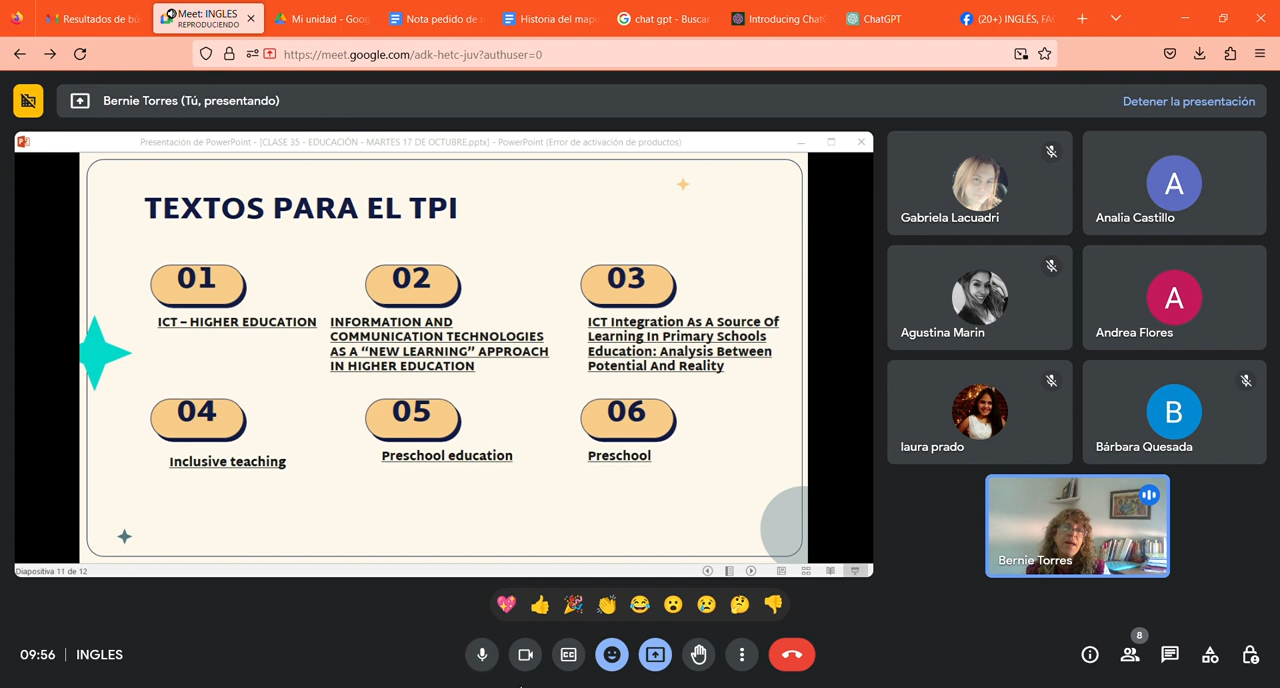 Resultados de bús
Meet: INGLES
REPRODUCIENDO
Mi unidad - Goog
Nota pedido de
Historia del mapu
chat gpt - Buscar
Introducing ChatG
ChatGPT
(20+) INGLÉS, FAC
https://meet.google.com/adk-hetc-juv?authuser=0
Bernie Torres (Tú, presentando)
Detener la presentación
Presentación de PowerPoint - [CLASE 35 - EDUCACIÓN - MARTES 17 DE OCTUBRE.pptx] - PowerPoint (Error de activación de productos)
TEXTOS PARA EL TPI
01
ICT – HIGHER EDUCATION
02
INFORMATION AND
COMMUNICATION TECHNOLOGIES
AS A “NEW LEARNING” APPROACH
IN HIGHER EDUCATION
03
ICT Integration As A Source Of
Learning In Primary Schools
Education: Analysis Between
Potential And Reality
04
Inclusive teaching
05
Preschool education
06
Preschool
Diapositiva 11 de 12
Gabriela Lacuadri
A
Analia Castillo
Agustina Marin
A
Andrea Flores
laura prado
B
Bárbara Quesada
Bernie Torres
09:56 | INGLES
8